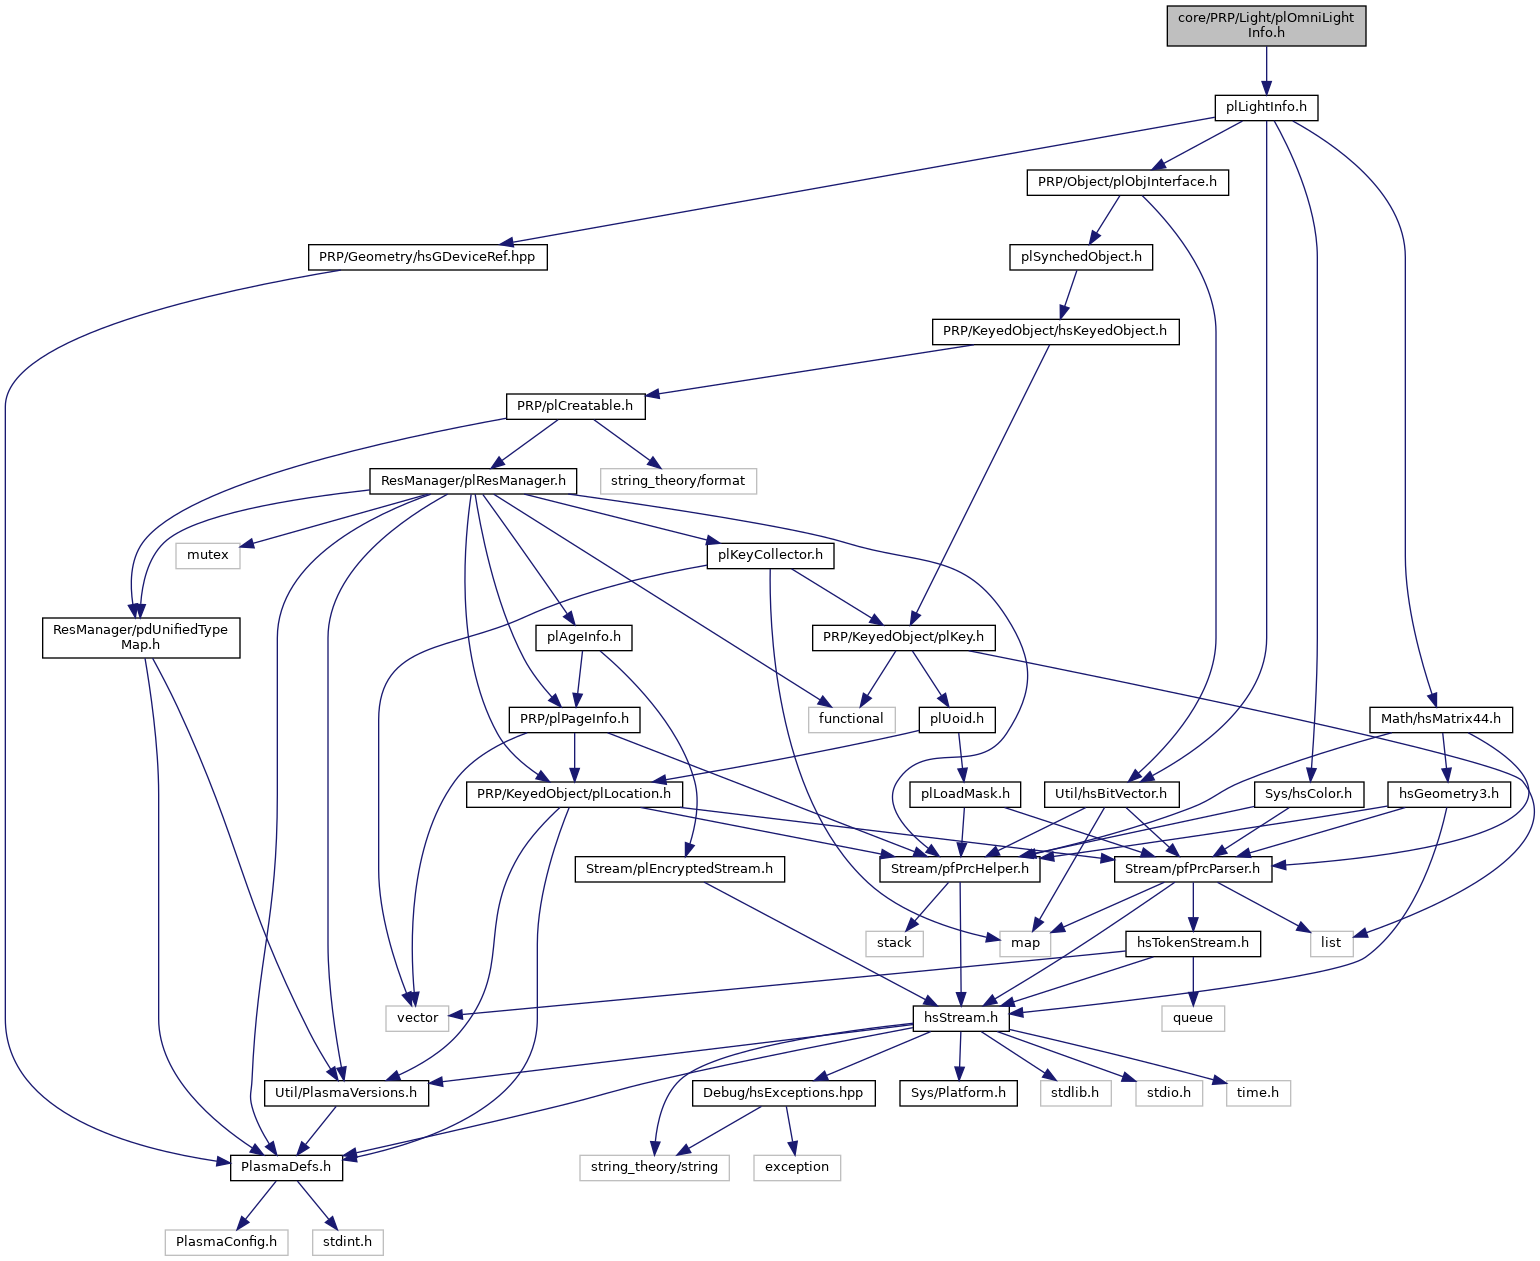 core/PRP/Light/plOmniLight
Info.h
plLightInfo.h
PRP/Object/plObjInterface.h
PRP/Geometry/hsGDeviceRef.hpp
plSynchedObject.h
PRP/KeyedObject/hsKeyedObject.h
PRP/plCreatable.h
ResManager/plResManager.h
string_theory/format
mutex
plKeyCollector.h
ResManager/pdUnifiedType
Map.h
plAgeInfo.h
PRP/KeyedObject/plKey.h
PRP/plPageInfo.h
functional
plUoid.h
Math/hsMatrix44.h
PRP/KeyedObject/plLocation.h
plLoadMask.h
Util/hsBitVector.h
Sys/hsColor.h
hsGeometry3.h
Stream/plEncryptedStream.h
Stream/pfPrcHelper.h
Stream/pfPrcParser.h
stack
map
hsTokenStream.h
list
vector
hsStream.h
queue
Util/PlasmaVersions.h
Debug/hsExceptions.hpp
Sys/Platform.h
stdlib.h
stdio.h
time.h
PlasmaDefs.h
string_theory/string
exception
PlasmaConfig.h
stdint.h